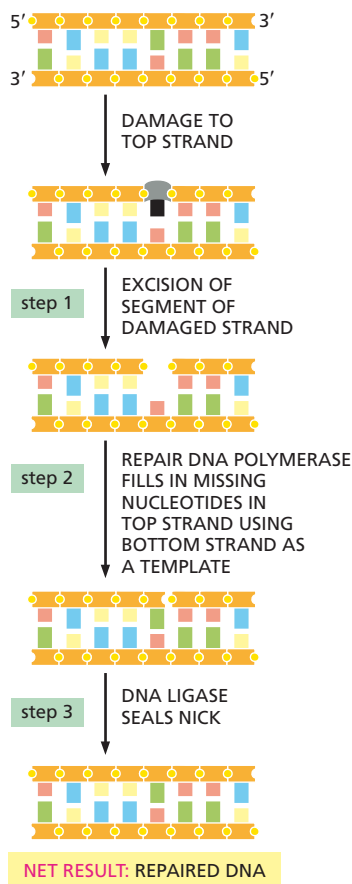 5′ 3′
3′ 5′
DAMAGE TO
TOP STRAND
step 1
EXCISION OF
SEGMENT OF
DAMAGED STRAND
step 2
REPAIR DNA POLYMERASE
FILLS IN MISSING
NUCLEOTIDES IN
TOP STRAND USING
BOTTOM STRAND AS
A TEMPLATE
step 3
DNA LIGASE
SEALS NICK
NET RESULT: REPAIRED DNA